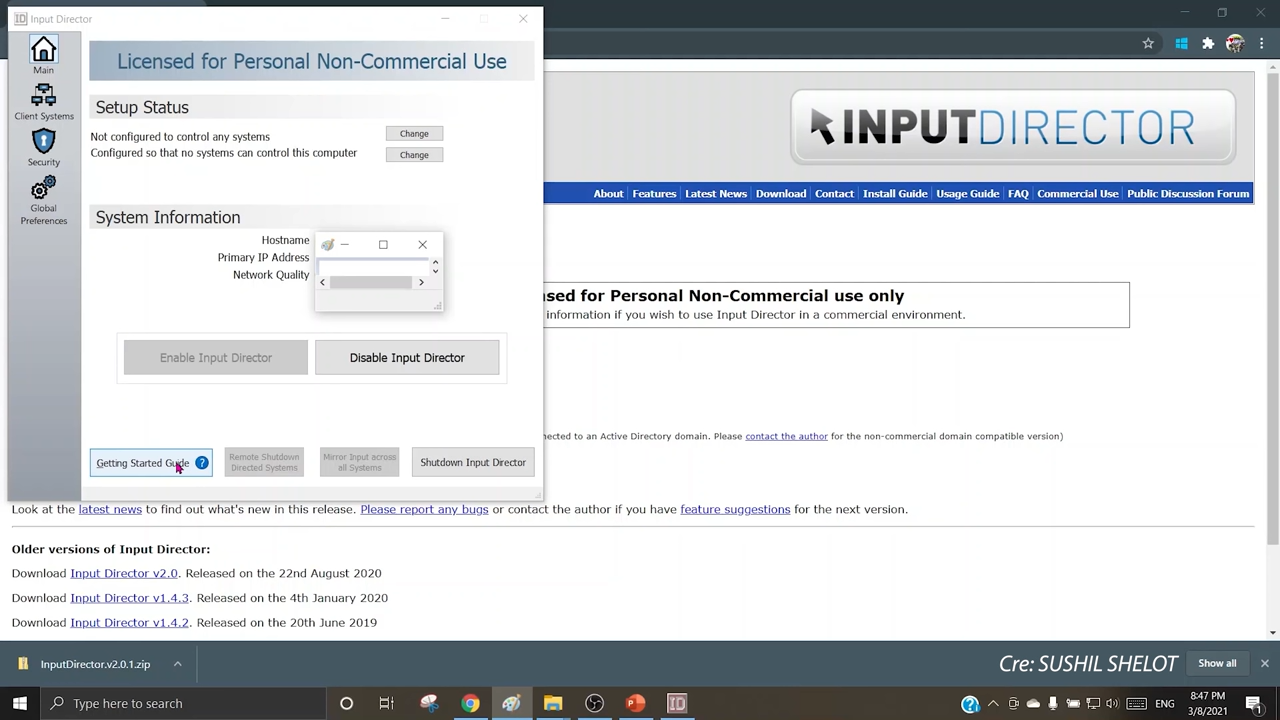 Input Director
Main
Client Systems
Security
Global
Preferences
Licensed for Personal Non-Commercial Use
Setup Status
Not configured to control any systems
Change
Configured so that no systems can control this computer
Change
System Information
Hostname
Primary IP Address
Network Quality
Enable Input Director
Disable Input Director
Getting Started Guide ?
Remote Shutdown
Directed Systems
Mirror Input across
all Systems
Shutdown Input Director
INPUTDIRECTOR
About Features Latest News Download Contact Install Guide Usage Guide FAQ Commercial Use Public Discussion Forum
sed for Personal Non-Commercial use only
information if you wish to use Input Director in a commercial environment.
nected to an Active Directory domain. Please contact the author for the non-commercial domain compatible version)
Look at the latest news to find out what's new in this release. Please report any bugs or contact the author if you have feature suggestions for the next version.
Older versions of Input Director:
Download Input Director v2.0. Released on the 22nd August 2020
Download Input Director v1.4.3. Released on the 4th January 2020
Download Input Director v1.4.2. Released on the 20th June 2019
InputDirector.v2.0.1.zip
Cre: SUSHIL SHELOT
Show all
Type here to search
ENG
8:47 PM
3/8/2021